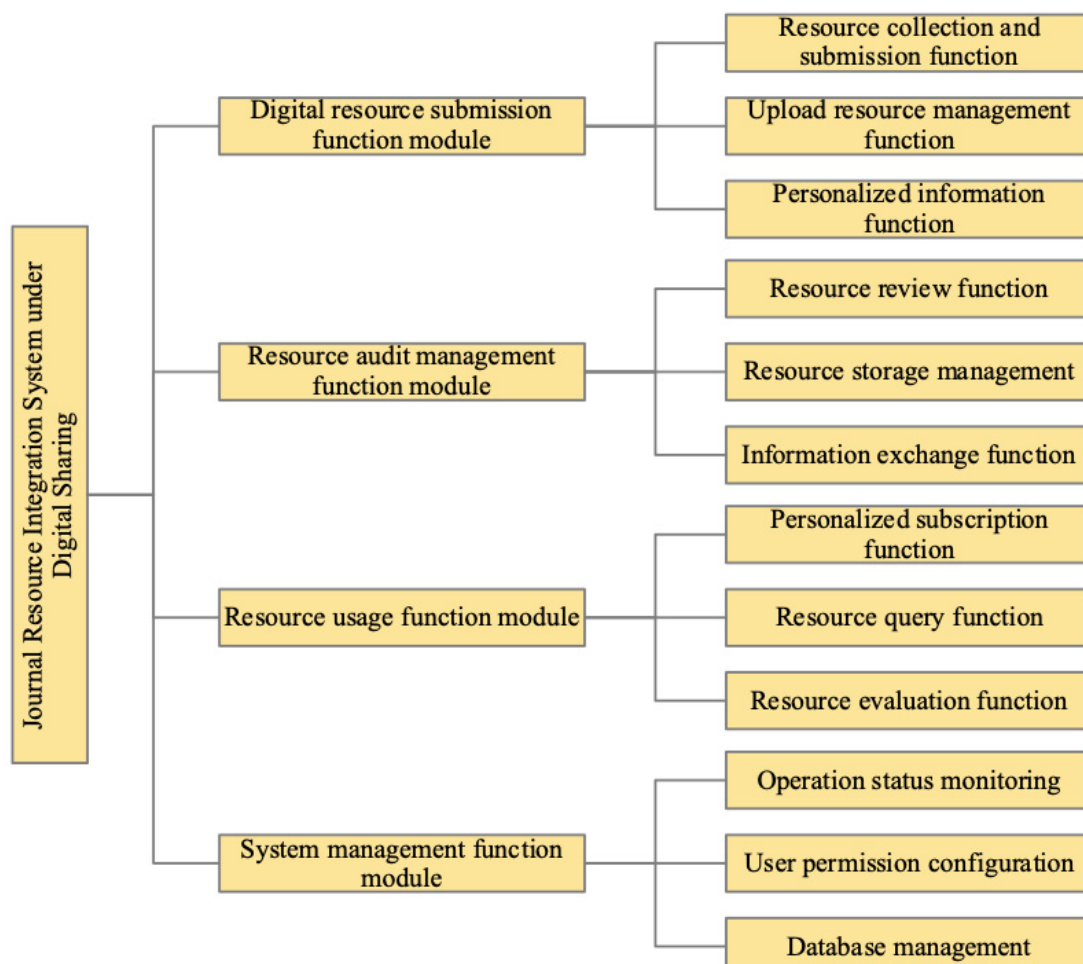 Journal Resource Integration System under
Digital Sharing
Digital resource submission
function module
Resource collection and
submission function
Upload resource management
function
Personalized information
function
Resource audit management
function module
Resource review function
Resource storage management
Information exchange function
Resource usage function module
Personalized subscription
function
Resource query function
Resource evaluation function
System management function
module
Operation status monitoring
User permission configuration
Database management